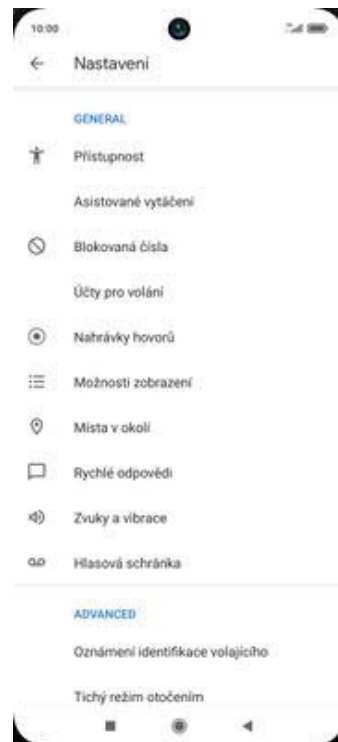 10:00
Nastavení
GENERAL
Přístupnost
Asistované vytáčení
Blokovaná čísla
Účty pro volání
Nahrávky hovorů
Možnosti zobrazení
Místa v okolí
Rychlé odpovědi
Zvuky a vibrace
Hlasová schránka
ADVANCED
Oznámení identifikace volajícího
Tichý režim otočením